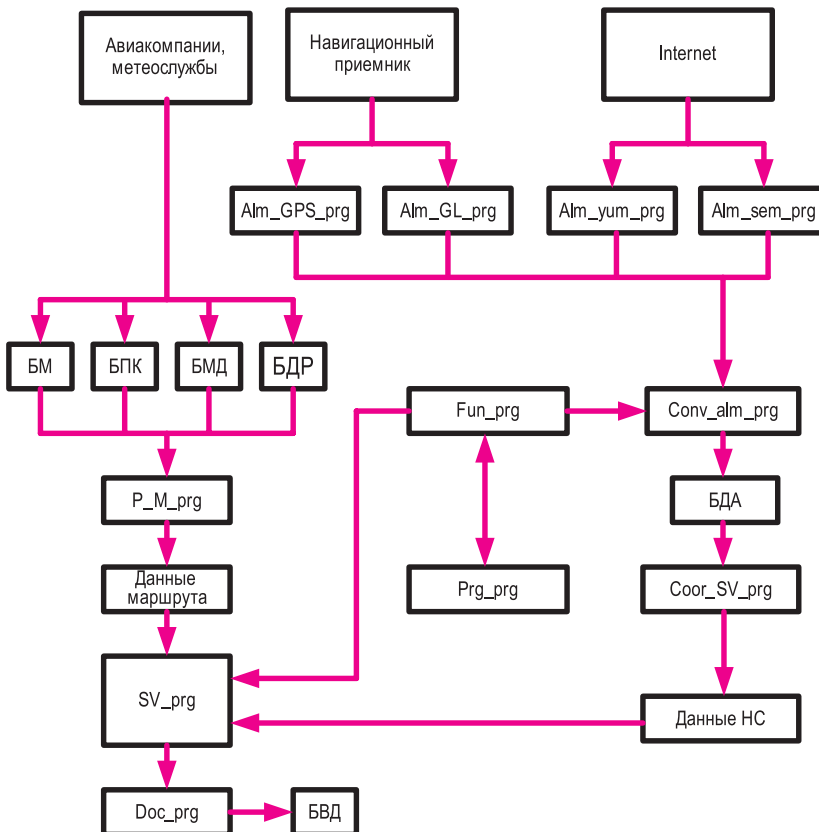 Авиакомпании,
метеослужбы
Навигационный
приемник
Internet
Alm_GPS_prg
Alm_GL_prg
Alm_yum_prg
Alm_sem_prg
БМ
БПК
БМД
БДР
Fun_prg
Conv_alm_prg
P_M_prg
БДА
Данные
маршрута
Prg_prg
Coor_SV_prg
SV_prg
Данные НС
Doc_prg
БВД